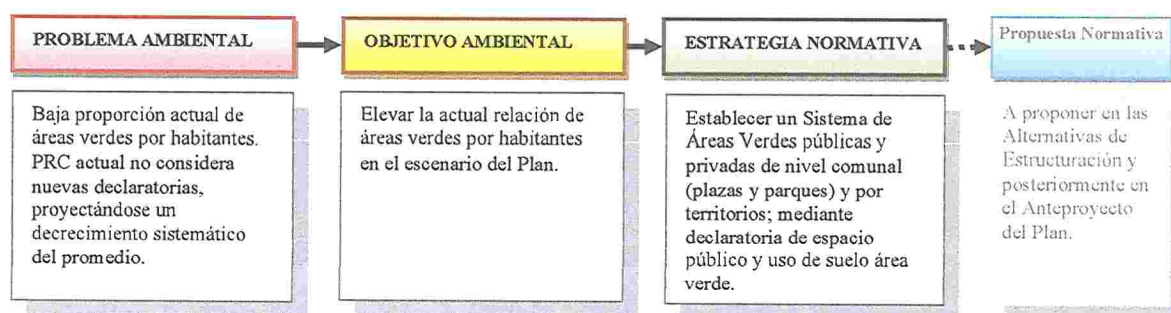 PROBLEMA AMBIENTAL
Baja proporción actual de
áreas verdes por habitantes.
PRC actual no considera
nuevas declaratorias,
proyectándose un
decrecimiento sistemático
del promedio.
OBJETIVO AMBIENTAL
Elevar la actual relación de
áreas verdes por habitantes
en el escenario del Plan.
ESTRATEGIA NORMATIVA
Establecer un Sistema de
Áreas Verdes públicas y
privadas de nivel comunal
(plazas y parques) y por
territorios; mediante
declaratoria de espacio
público y uso de suelo área
verde.
Propuesta Normativa
A proponer en las
Alternativas de
Estructuración y
posteriormente en
el Anteproyecto
del Plan.